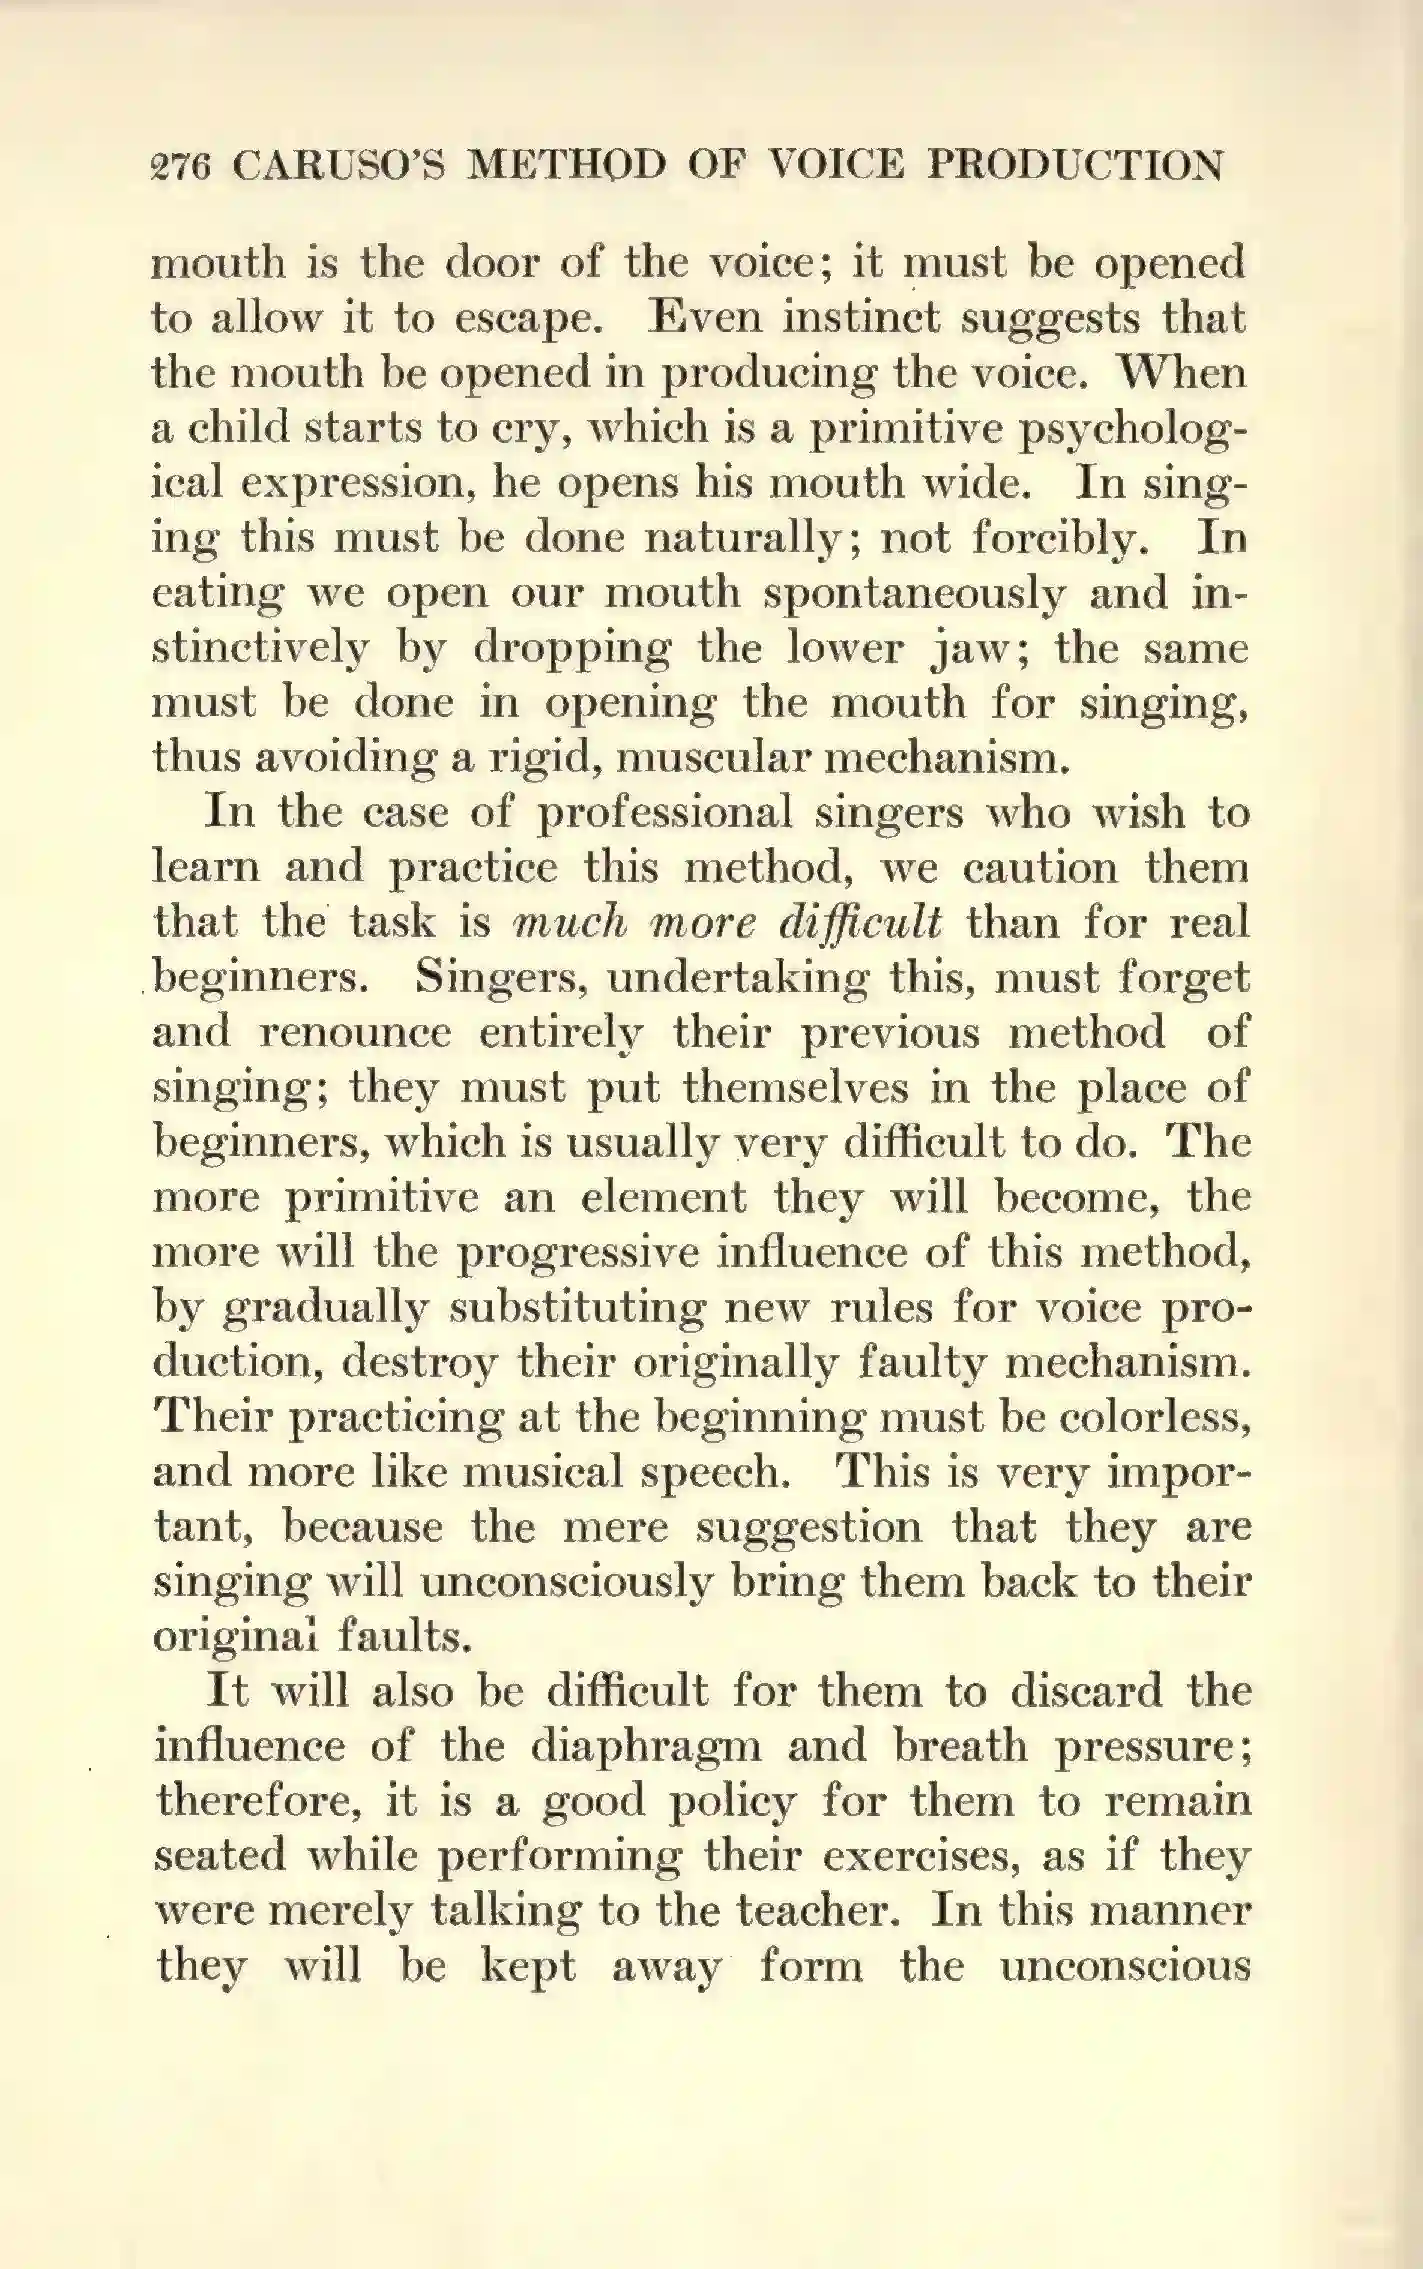 276 CARUSO'S METHOD OF VOICE PRODUCTION
mouth is the door of the voice; it must be opened
to allow it to escape. Even instinct suggests that
the mouth be opened in producing the voice. When
a child starts to cry, which is a primitive psycholog-
ical expression, he opens his mouth wide. In sing-
ing this must be done naturally; not forcibly. In
eating we open our mouth spontaneously and in-
stinctively by dropping the lower jaw; the same
must be done in opening the mouth for singing,
thus avoiding a rigid, muscular mechanism.
In the case of professional singers who wish to
learn and practice this method, we caution them
that the task is much more difficult than for real
beginners. Singers, undertaking this, must forget
and renounce entirely their previous method of
singing; they must put themselves in the place of
beginners, which is usually very difficult to do. The
more primitive an element they will become, the
more will the progressive influence of this method,
by gradually substituting new rules for voice pro-
duction, destroy their originally faulty mechanism.
Their practicing at the beginning must be colorless,
and more like musical speech. This is very impor-
tant, because the mere suggestion that they are
singing will unconsciously bring them back to their
original faults.
It will also be difficult for them to discard the
influence of the diaphragm and breath pressure;
therefore, it is a good policy for them to remain
seated while performing their exercises, as if they
were merely talking to the teacher. In this manner
they will be kept away form the unconscious